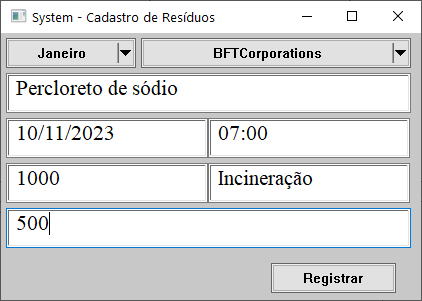 System - Cadastro de Resíduos
Janeiro BFTCorporations
Percloreto de sódio
10/11/2023 07:00
1000 Incineração
500
Registrar